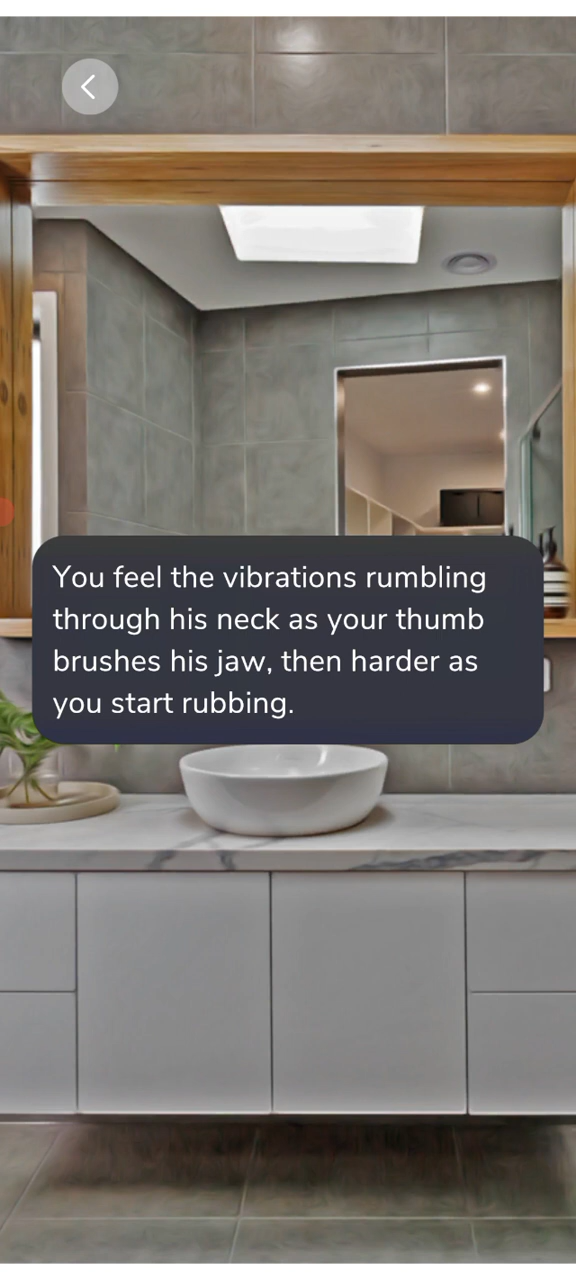 You feel the vibrations rumbling
through his neck as your thumb
brushes his jaw, then harder as
you start rubbing.